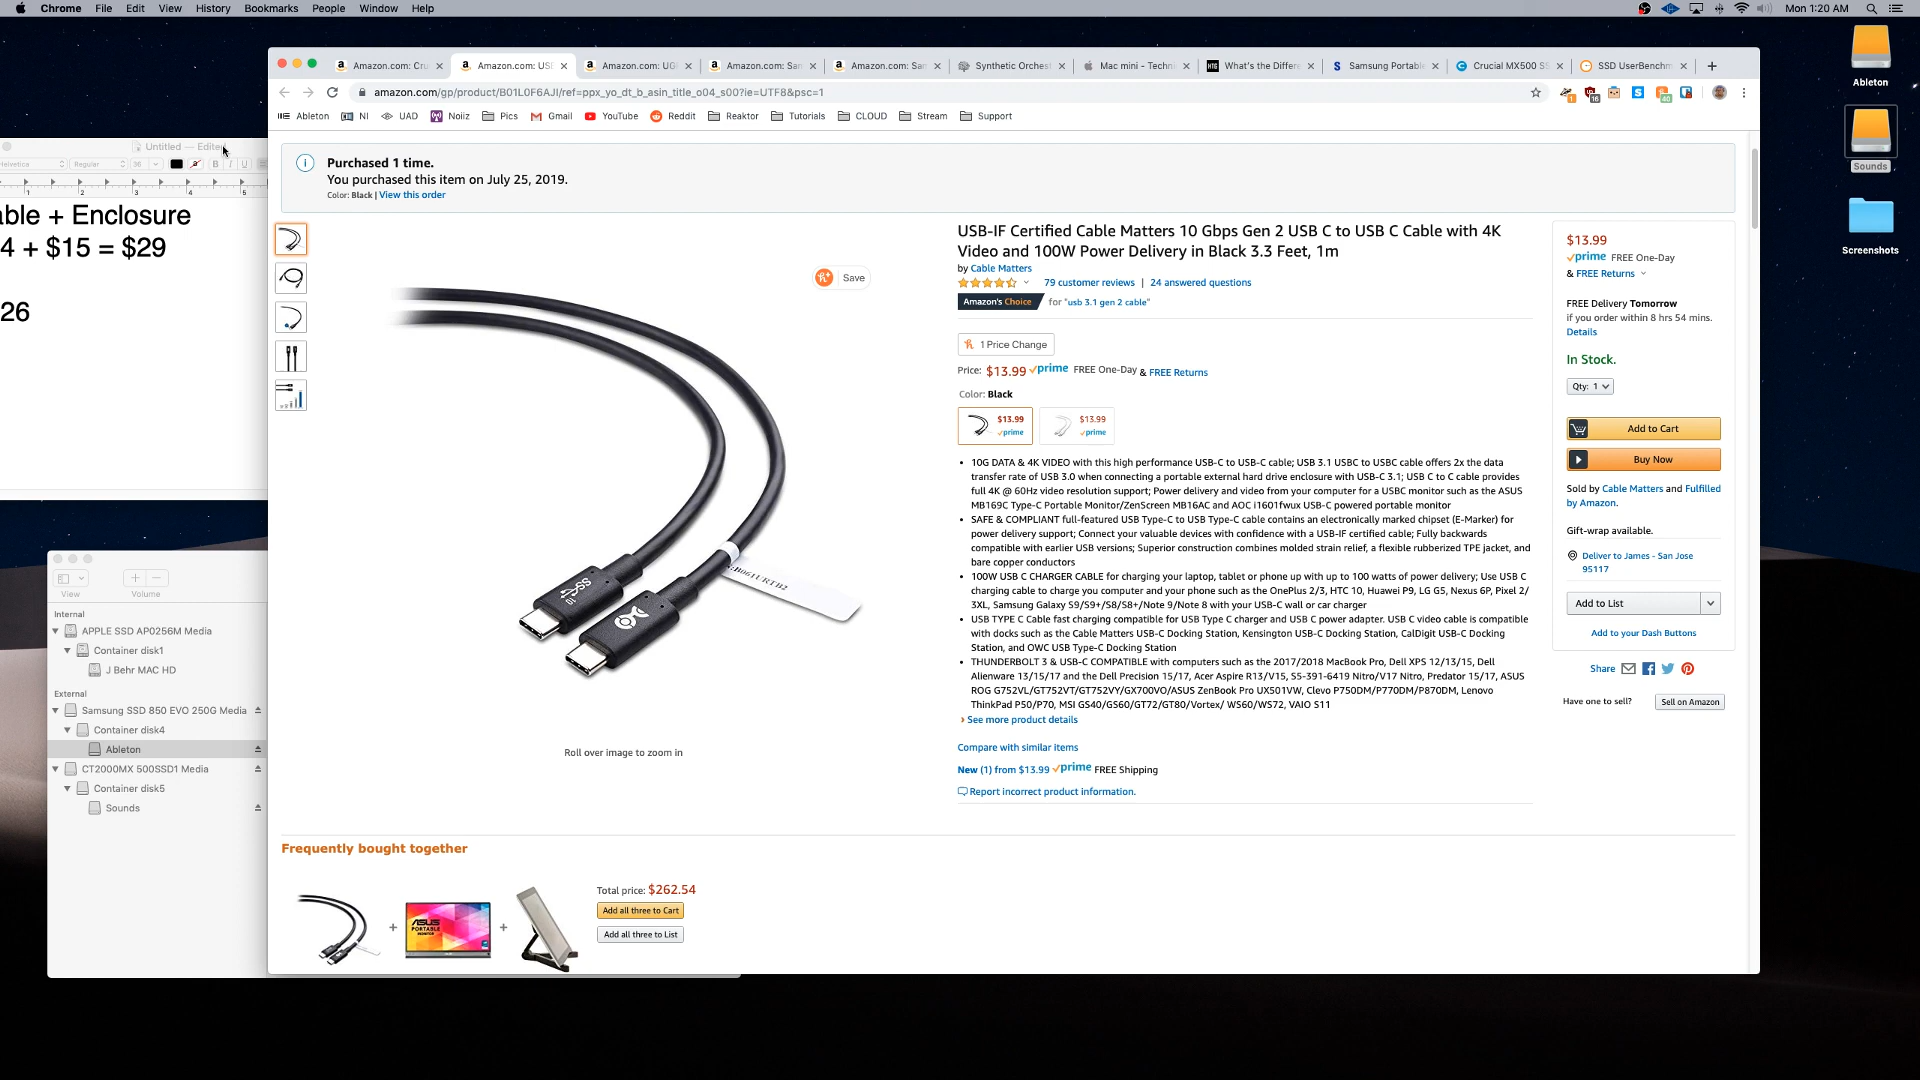 Chrome File Edit View History Bookmarks People Window Help
Mon 1:20 AM
Ableton
Sounds
Screenshots
Untitled — Edite
Helvetica Regular 36 B I U
1 2 3 4 5
able + Enclosure
4 + $15 = $29
26
View Volume
Internal
APPLE SSD AP0256M Media
Container disk1
J Behr MAC HD
External
Samsung SSD 850 EVO 250G Media
Container disk4
Ableton
CT2000MX 500SSD1 Media
Container disk5
Sounds
Amazon.com: Cru
Amazon.com: USB
Amazon.com: UG
Amazon.com: San
Amazon.com: Sam
Synthetic Orches
Mac mini - Techni
What's the Differe
Samsung Portable
Crucial MX500 S
SSD UserBenchm
amazon.com/gp/product/B01L0F6AJI/ref=ppx_yo_dt_b_asin_title_o04_s00?ie=UTF8&psc=1
Ableton NI UAD Noiiz Pics Gmail YouTube Reddit Reaktor Tutorials CLOUD Stream Support
Purchased 1 time.
You purchased this item on July 25, 2019.
Color: Black | View this order
Save
Roll over image to zoom in
USB-IF Certified Cable Matters 10 Gbps Gen 2 USB C to USB C Cable with 4K
Video and 100W Power Delivery in Black 3.3 Feet, 1m
by Cable Matters
79 customer reviews | 24 answered questions
Amazon's Choice for "usb 3.1 gen 2 cable"
1 Price Change
Price: $13.99 prime FREE One-Day & FREE Returns
Color: Black
$13.99 prime
$13.99 prime
• 10G DATA & 4K VIDEO with this high performance USB-C to USB-C cable; USB 3.1 USBC to USBC cable offers 2x the data
transfer rate of USB 3.0 when connecting a portable external hard drive enclosure with USB-C 3.1; USB C to C cable provides
full 4K @ 60Hz video resolution support; Power delivery and video from your computer for a USBC monitor such as the ASUS
MB169C Type-C Portable Monitor/ZenScreen MB16AC and AOC i1601fwux USB-C powered portable monitor
• SAFE & COMPLIANT full-featured USB Type-C to USB Type-C cable contains an electronically marked chipset (E-Marker) for
power delivery support; Connect your valuable devices with confidence with a USB-IF certified cable; Fully backwards
compatible with earlier USB versions; Superior construction combines molded strain relief, a flexible rubberized TPE jacket, and
bare copper conductors
• 100W USB C CHARGER CABLE for charging your laptop, tablet or phone up with up to 100 watts of power delivery; Use USB C
charging cable to charge you computer and your phone such as the OnePlus 2/3, HTC 10, Huawei P9, LG G5, Nexus 6P, Pixel 2/
3XL, Samsung Galaxy S9/S9+/S8/S8+/Note 9/Note 8 with your USB-C wall or car charger
• USB TYPE C Cable fast charging compatible for USB Type C charger and USB C power adapter. USB C video cable is compatible
with docks such as the Cable Matters USB-C Docking Station, Kensington USB-C Docking Station, CalDigit USB-C Docking
Station, and OWC USB Type-C Docking Station
• THUNDERBOLT 3 & USB-C COMPATIBLE with computers such as the 2017/2018 MacBook Pro, Dell XPS 12/13/15, Dell
Alienware 13/15/17 and the Dell Precision 15/17, Acer Aspire R13/V15, S5-391-6419 Nitro/V17 Nitro, Predator 15/17, ASUS
ROG G752VL/GT752VT/GT752VY/GX700VO/ASUS ZenBook Pro UX501VW, Clevo P750DM/P770DM/P870DM, Lenovo
ThinkPad P50/P70, MSI GS40/GS60/GT72/GT80/Vortex/ WS60/WS72, VAIO S11
› See more product details
Compare with similar items
New (1) from $13.99 prime FREE Shipping
Report incorrect product information.
$13.99
prime FREE One-Day
& FREE Returns
FREE Delivery Tomorrow
if you order within 8 hrs 54 mins.
Details
In Stock.
Qty: 1
Add to Cart
Buy Now
Sold by Cable Matters and Fulfilled
by Amazon.
Gift-wrap available.
Deliver to James - San Jose
95117
Add to List
Add to your Dash Buttons
Share
Have one to sell? Sell on Amazon
Frequently bought together
ASUS
PORTABLE
MONITOR
Total price: $262.54
Add all three to Cart
Add all three to List